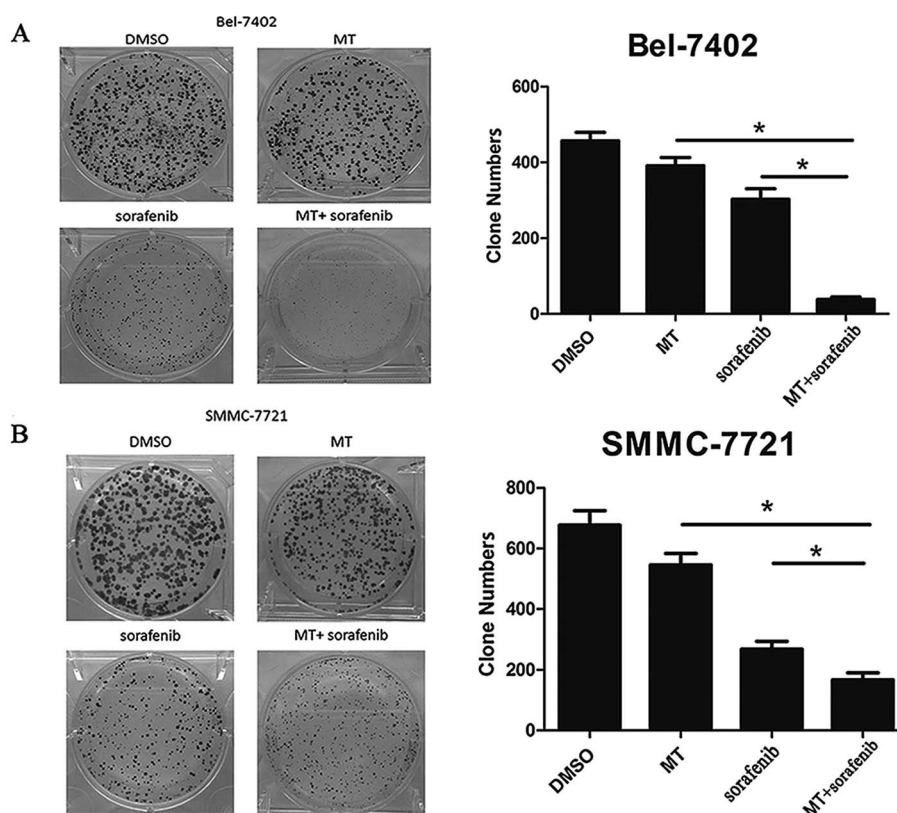 A
Bel-7402
DMSO
MT
sorafenib
MT+ sorafenib
Bel-7402
Clone Numbers
600
400
200
0
*
*
DMSO
MT
sorafenib
MT+sorafenib
B
SMMC-7721
DMSO
MT
sorafenib
MT+ sorafenib
SMMC-7721
Clone Numbers
800
600
400
200
0
*
*
DMSO
MT
sorafenib
MT+sorafenib